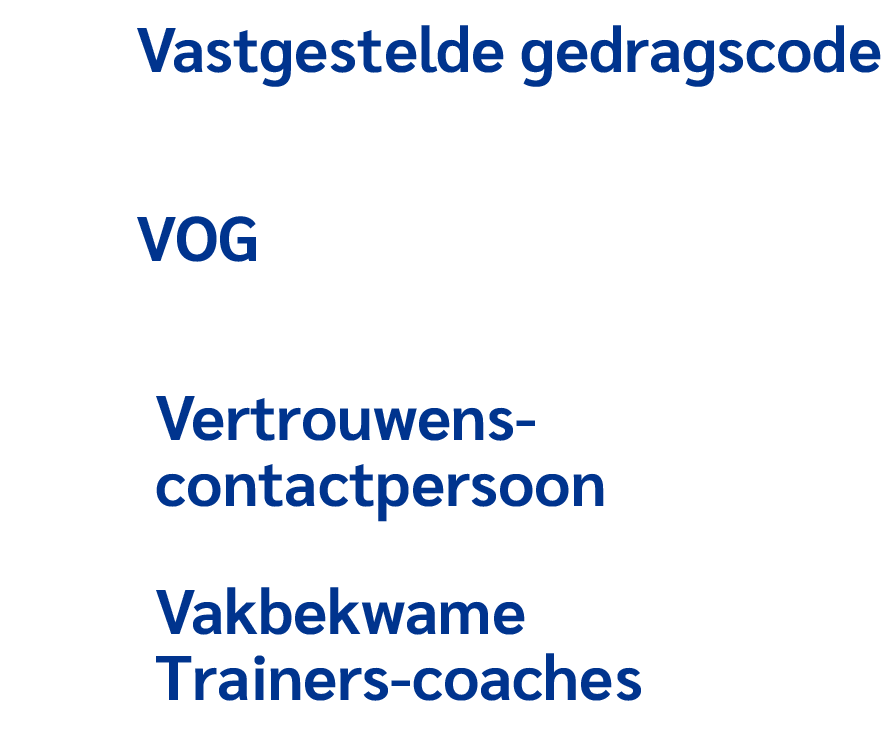 Vastgestelde gedragscode
VOG
Vertrouwens-
contactpersoon
Vakbekwame
Trainers-coaches